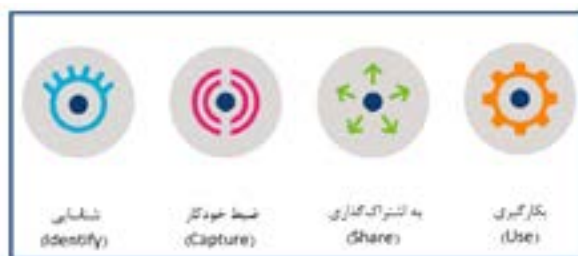 شناسایی
(Identify)
ضبط خودکار
(Capture)
به اشتراک‌گذاری
(Share)
بکارگیری
(Use)